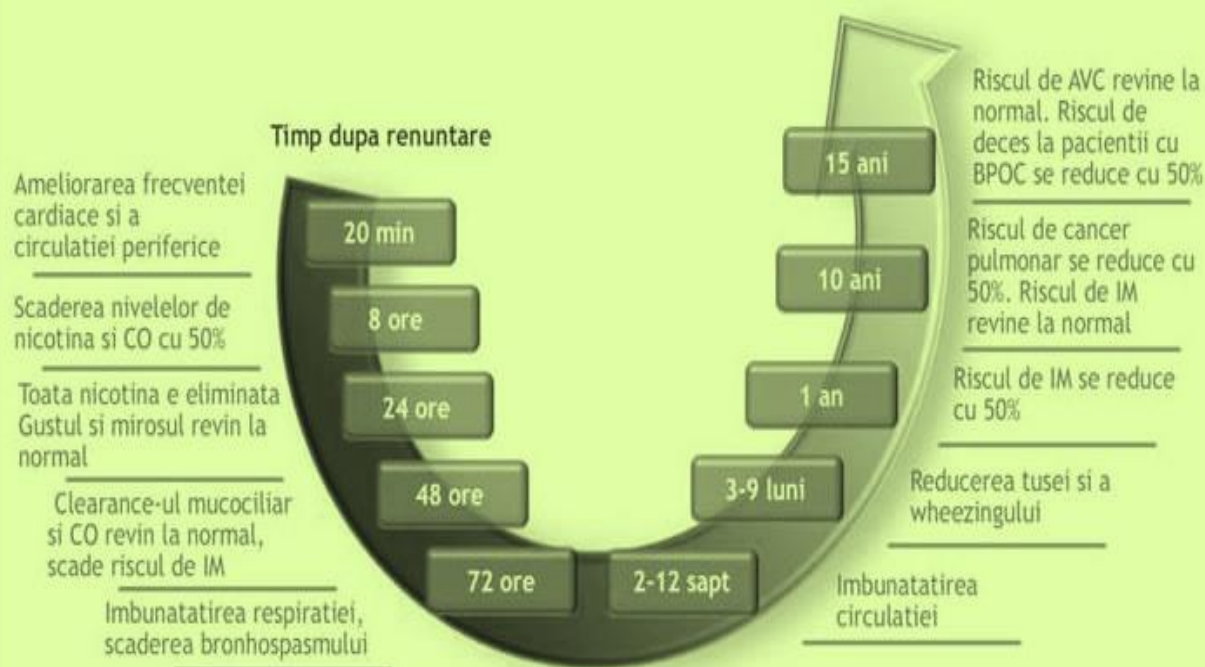 Timp dupa renuntare
20 min
Ameliorarea frecventei
cardiace si a
circulatiei periferice
8 ore
Scaderea nivelelor de
nicotina si CO cu 50%
24 ore
Toata nicotina e eliminata
Gustul si mirosul revin la
normal
48 ore
Clearance-ul mucociliar
si CO revin la normal,
scade riscul de IM
72 ore
Imbunatatirea respiratiei,
scaderea bronhospasmului
2-12 sapt
Imbunatatirea
circulatiei
3-9 luni
Reducerea tusei si a
wheezingului
1 an
Riscul de IM se reduce
cu 50%
10 ani
Riscul de cancer
pulmonar se reduce cu
50%. Riscul de IM
revine la normal
15 ani
Riscul de AVC revine la
normal. Riscul de
deces la pacientii cu
BPOC se reduce cu 50%